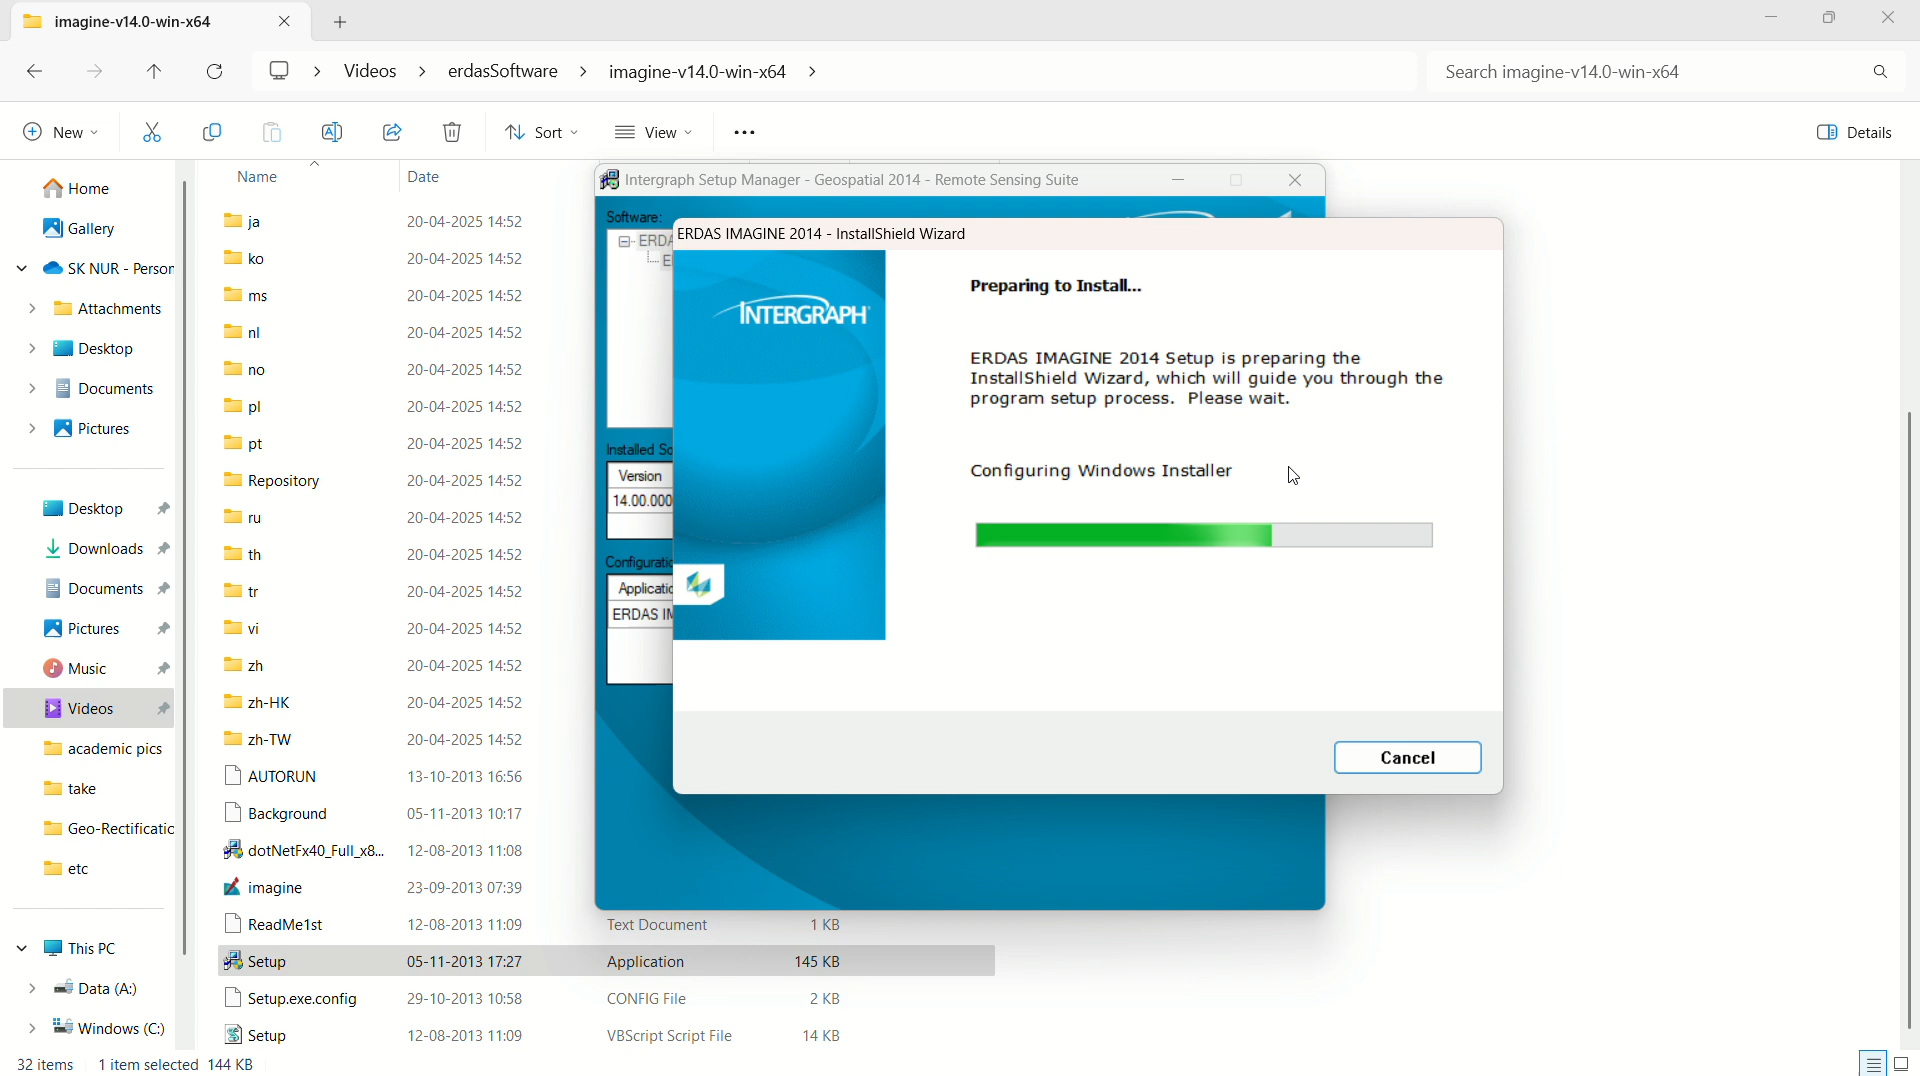 imagine-v14.0-win-x64
Videos
erdasSoftware
imagine-v14.0-win-x64
Search imagine-v14.0-win-x64
New
Sort
View
Details
Home
Gallery
SK NUR - Person
Attachments
Desktop
Documents
Pictures
Desktop
Downloads
Documents
Pictures
Music
Videos
academic pics
take
Geo-Rectificatic
etc
This PC
Data (A:)
Windows (C:)
Name Date
ja 20-04-2025 14:52
ko 20-04-2025 14:52
ms 20-04-2025 14:52
nl 20-04-2025 14:52
no 20-04-2025 14:52
pl 20-04-2025 14:52
pt 20-04-2025 14:52
Repository 20-04-2025 14:52
ru 20-04-2025 14:52
th 20-04-2025 14:52
tr 20-04-2025 14:52
vi 20-04-2025 14:52
zh 20-04-2025 14:52
zh-HK 20-04-2025 14:52
zh-TW 20-04-2025 14:52
AUTORUN 13-10-2013 16:56
Background 05-11-2013 10:17
dotNetFx40_Full_x8... 12-08-2013 11:08
imagine 23-09-2013 07:39
ReadMe1st 12-08-2013 11:09 Text Document 1 KB
Setup 05-11-2013 17:27 Application 145 KB
Setup.exe.config 29-10-2013 10:58 CONFIG File 2 KB
Setup 12-08-2013 11:09 VBScript Script File 14 KB
Intergraph Setup Manager - Geospatial 2014 - Remote Sensing Suite
Software:
ERDA
E
Installed So
Version
14.00.000
Configuratio
Applicatio
ERDAS IM
ERDAS IMAGINE 2014 - InstallShield Wizard
INTERGRAPH
Preparing to Install...
ERDAS IMAGINE 2014 Setup is preparing the
InstallShield Wizard, which will guide you through the
program setup process. Please wait.
Configuring Windows Installer
Cancel
32 items 1 item selected 144 KB